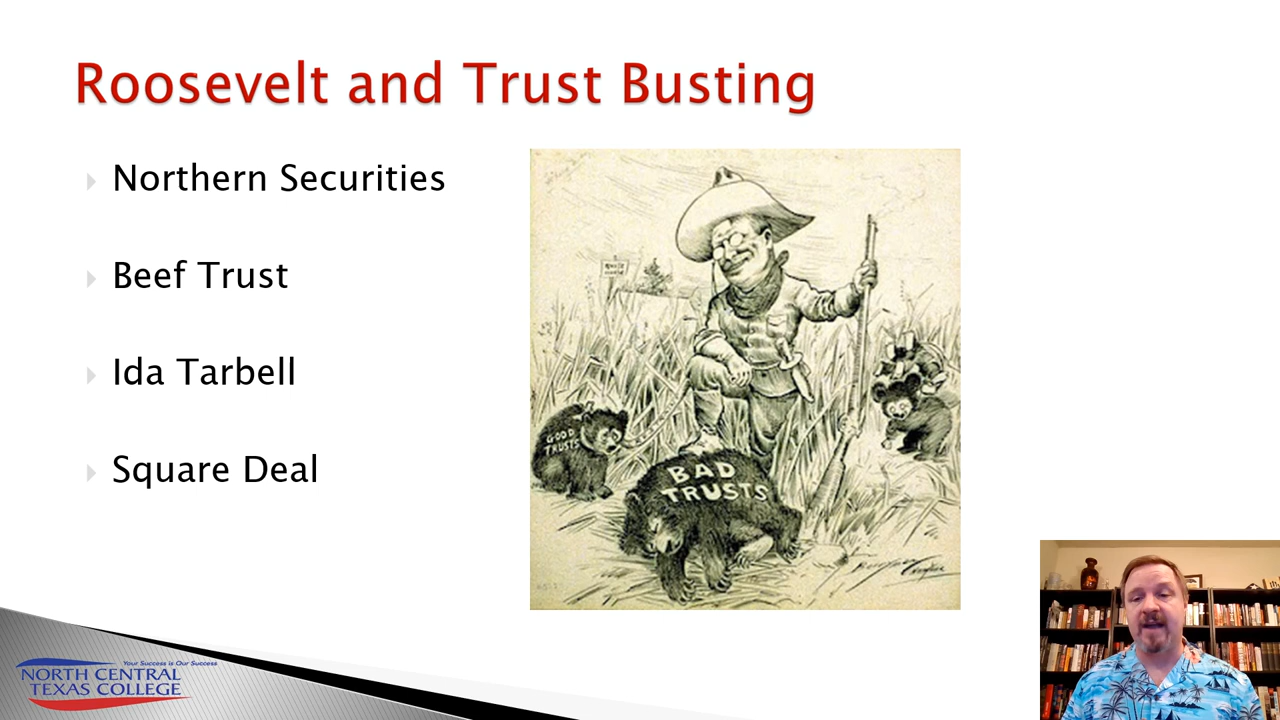 Roosevelt and Trust Busting
Northern Securities
Beef Trust
Ida Tarbell
Square Deal
GOOD
TRUSTS
BAD
TRUSTS
Your Success is Our Success
NORTH CENTRAL
TEXAS COLLEGE